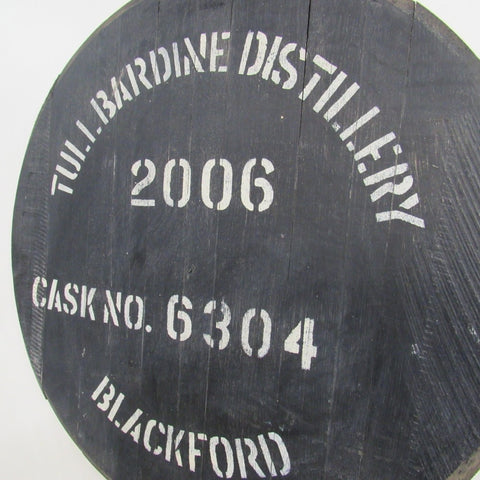 TULLIBARDINE DISTILLERY
2006
CASK NO. 6304
BLACKFORD